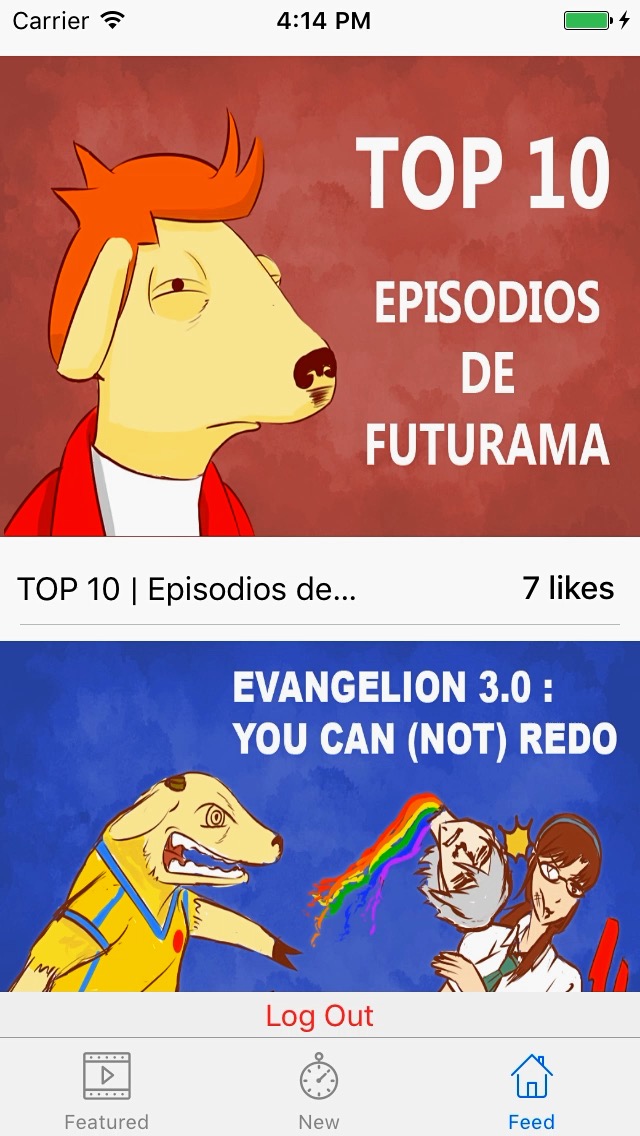 Carrier 4:14 PM
TOP 10
EPISODIOS
DE
FUTURAMA
TOP 10 | Episodios de... 7 likes
EVANGELION 3.0 :
YOU CAN (NOT) REDO
Log Out
Featured New Feed